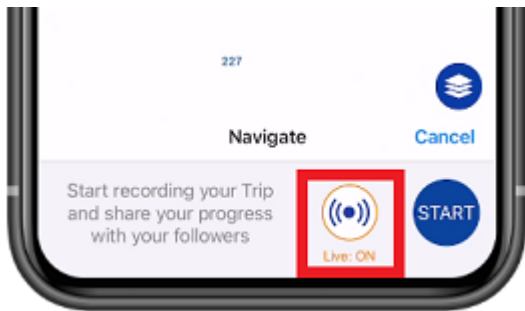 227
Navigate
Cancel
Start recording your Trip
and share your progress
with your followers
Live: ON
START